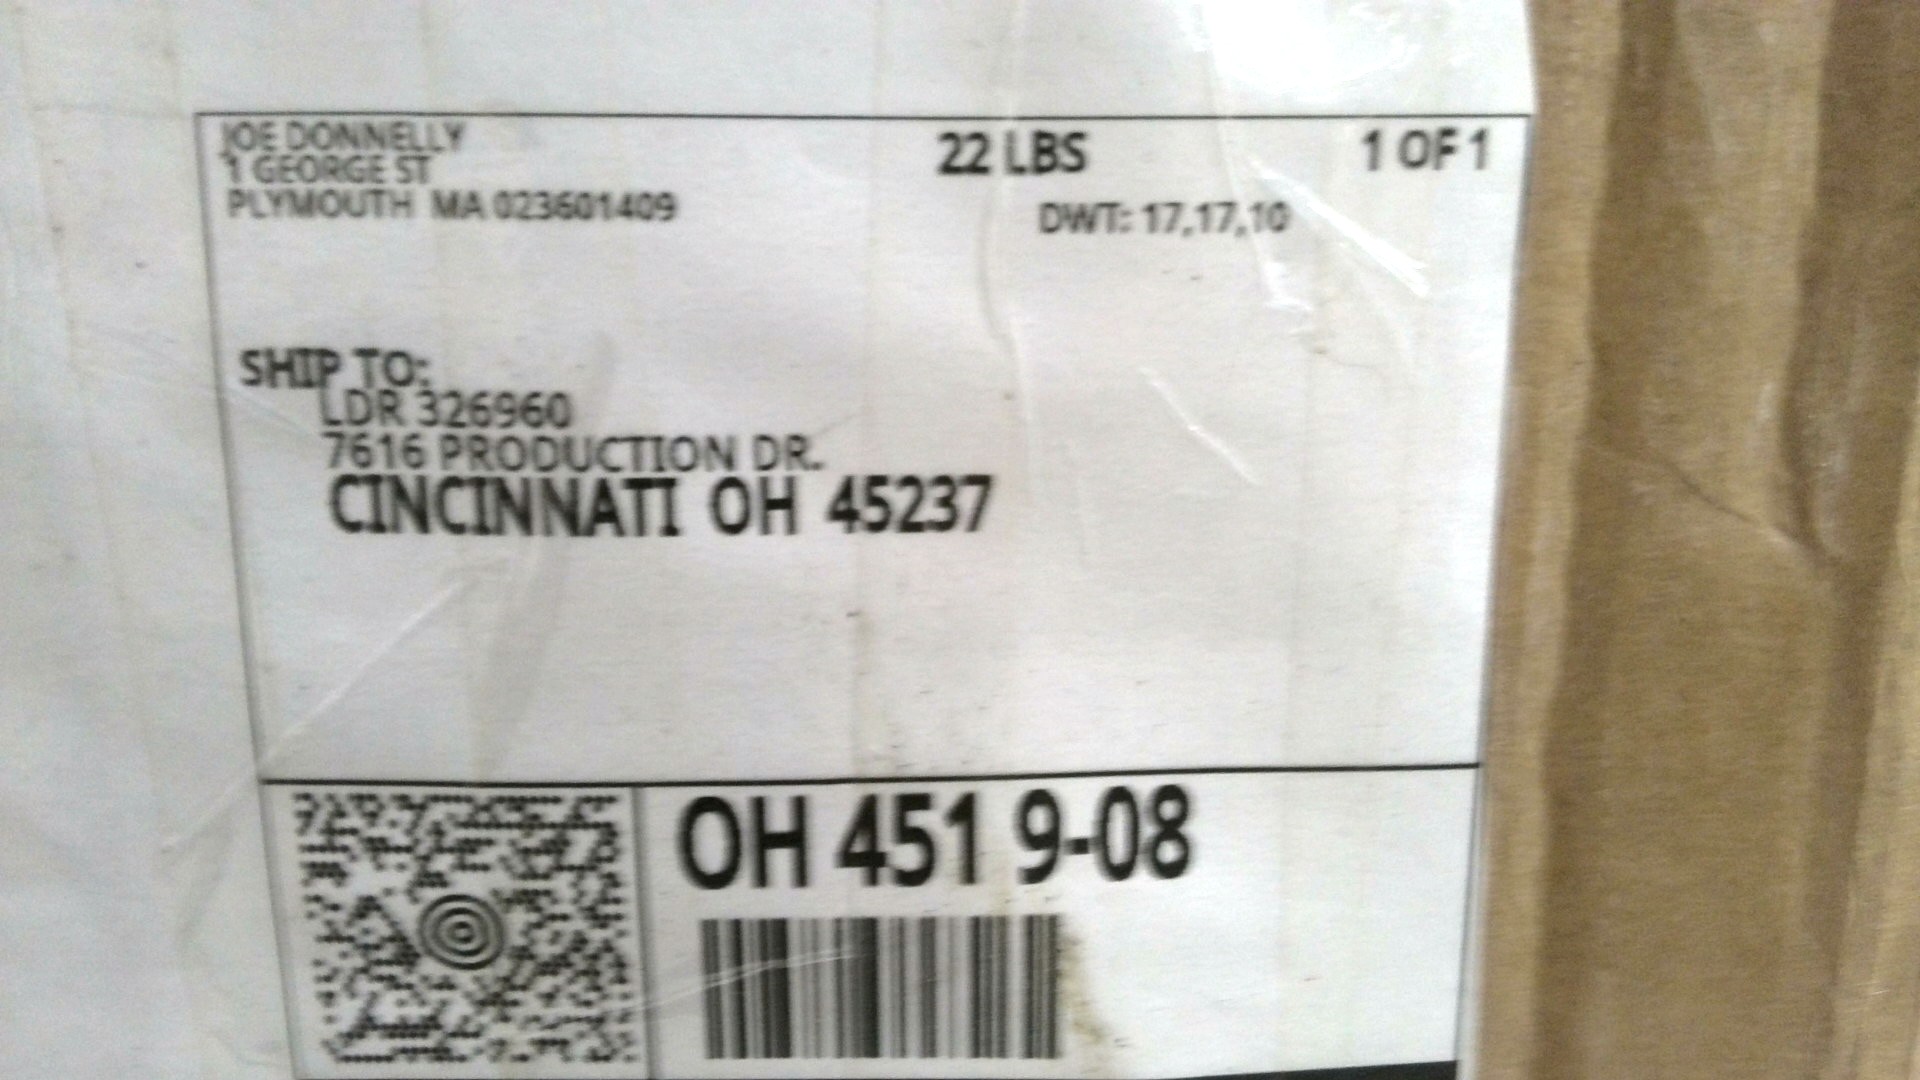 JOE DONNELLY
1 GEORGE ST
PLYMOUTH MA 023601409
22 LBS
1 OF 1
DWT: 17,17,10
SHIP TO:
LDR 326960
7616 PRODUCTION DR.
CINCINNATI OH 45237
OH 451 9-08